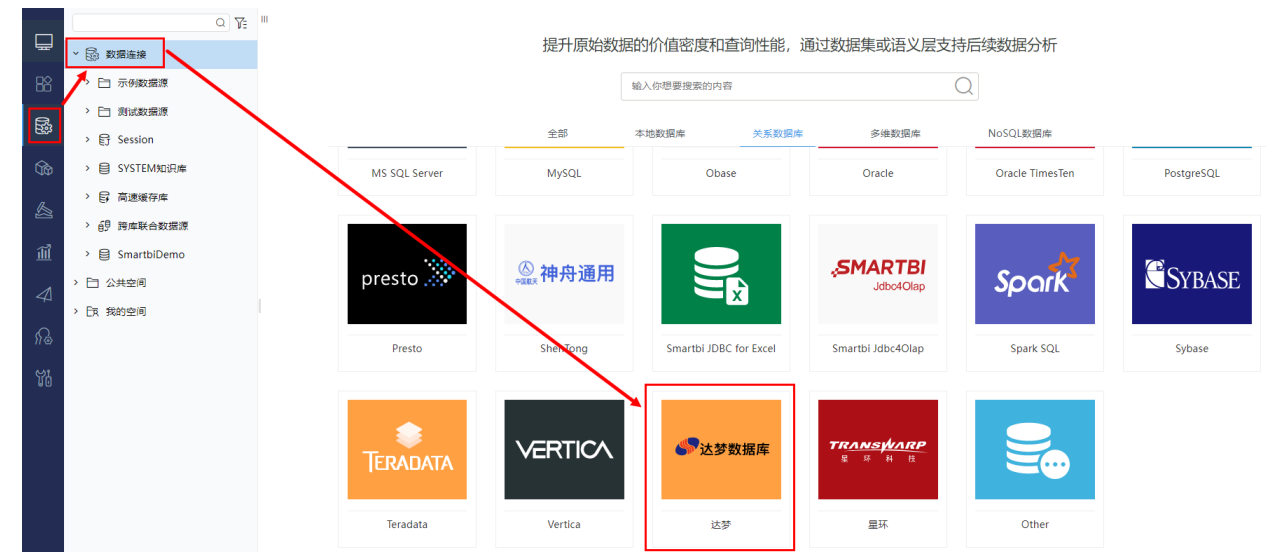 数据连接
示例数据源
测试数据源
Session
SYSTEM知识库
高速缓存库
跨库联合数据源
SmartbiDemo
公共空间
我的空间
提升原始数据的价值密度和查询性能，通过数据集或语义层支持后续数据分析
输入你想要搜索的内容
全部 本地数据库 关系数据库 多维数据库 NoSQL数据库
MS SQL Server MySQL Obase Oracle Oracle TimesTen PostgreSQL
presto
中国航天 神舟通用
X
SMARTBI
Jdbc4Olap
Spark
SYBASE
Presto ShenTong Smartbi JDBC for Excel Smartbi Jdbc4Olap Spark SQL Sybase
TERADATA
VERTICA
达梦数据库
TRANSWARP
星环科技
Teradata Vertica 达梦 星环 Other